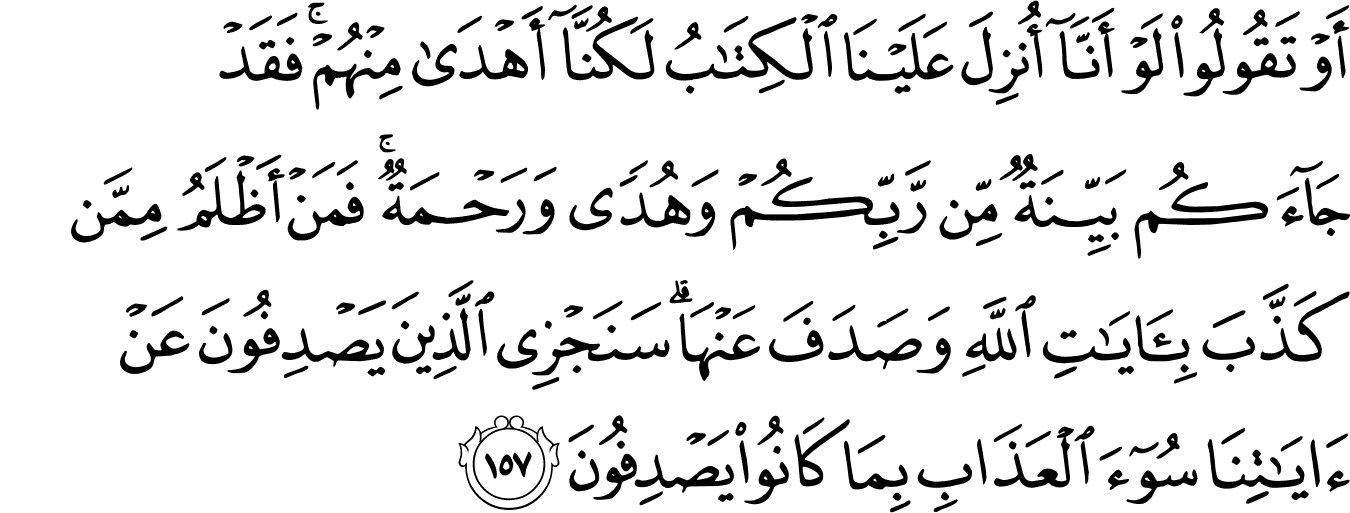 أَوْ تَقُولُوا۟ لَوْ أَنَّآ أُنزِلَ عَلَيْنَا ٱلْكِتَـٰبُ لَكُنَّآ أَهْدَىٰ مِنْهُمْ ۚ فَقَدْ
جَآءَكُم بَيِّنَةٌ مِّن رَّبِّكُمْ وَهُدًى وَرَحْمَةٌ ۚ فَمَنْ أَظْلَمُ مِمَّن
كَذَّبَ بِـَٔايَـٰتِ ٱللَّهِ وَصَدَفَ عَنْهَا ۗ سَنَجْزِى ٱلَّذِينَ يَصْدِفُونَ عَنْ
ءَايَـٰتِنَا سُوٓءَ ٱلْعَذَابِ بِمَا كَانُوا۟ يَصْدِفُونَ ١٥٧